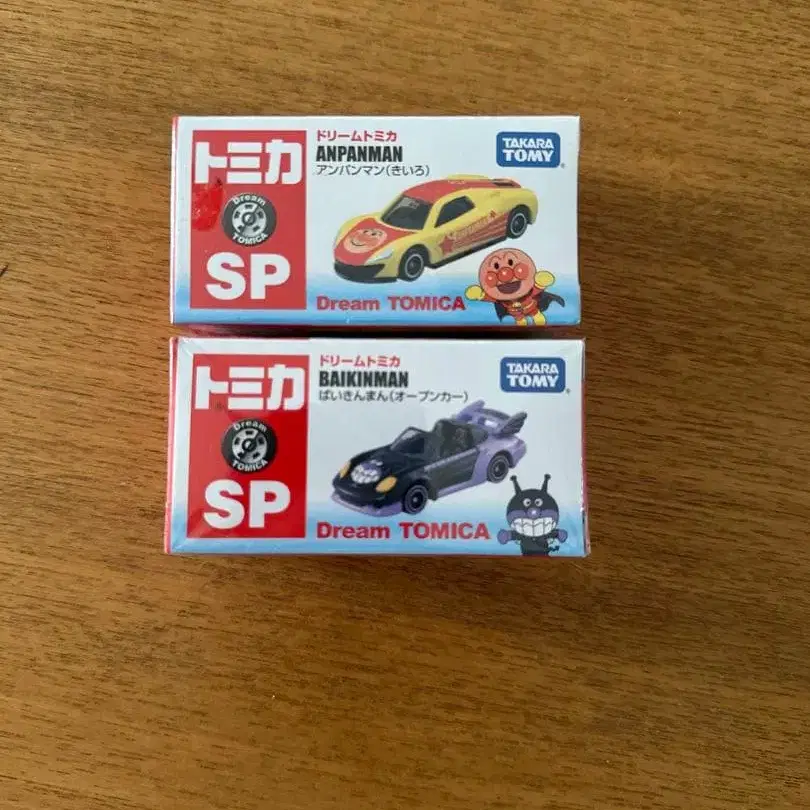 トミカ
Dream
TOMICA
SP
ドリームトミカ
ANPANMAN
アンパンマン(きいろ)
TAKARA
TOMY
Dream TOMICA
トミカ
Dream
TOMICA
SP
ドリームトミカ
BAIKINMAN
ばいきんまん(オープンカー)
TAKARA
TOMY
Dream TOMICA